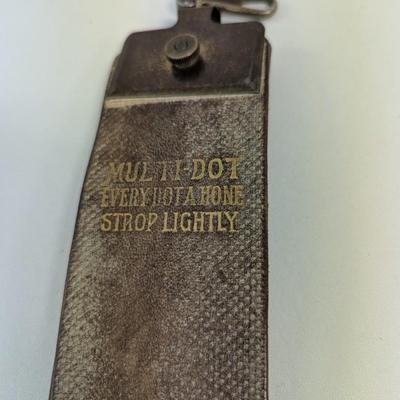 MULTI-DOT
EVERY DOT A HONE
STROP LIGHTLY